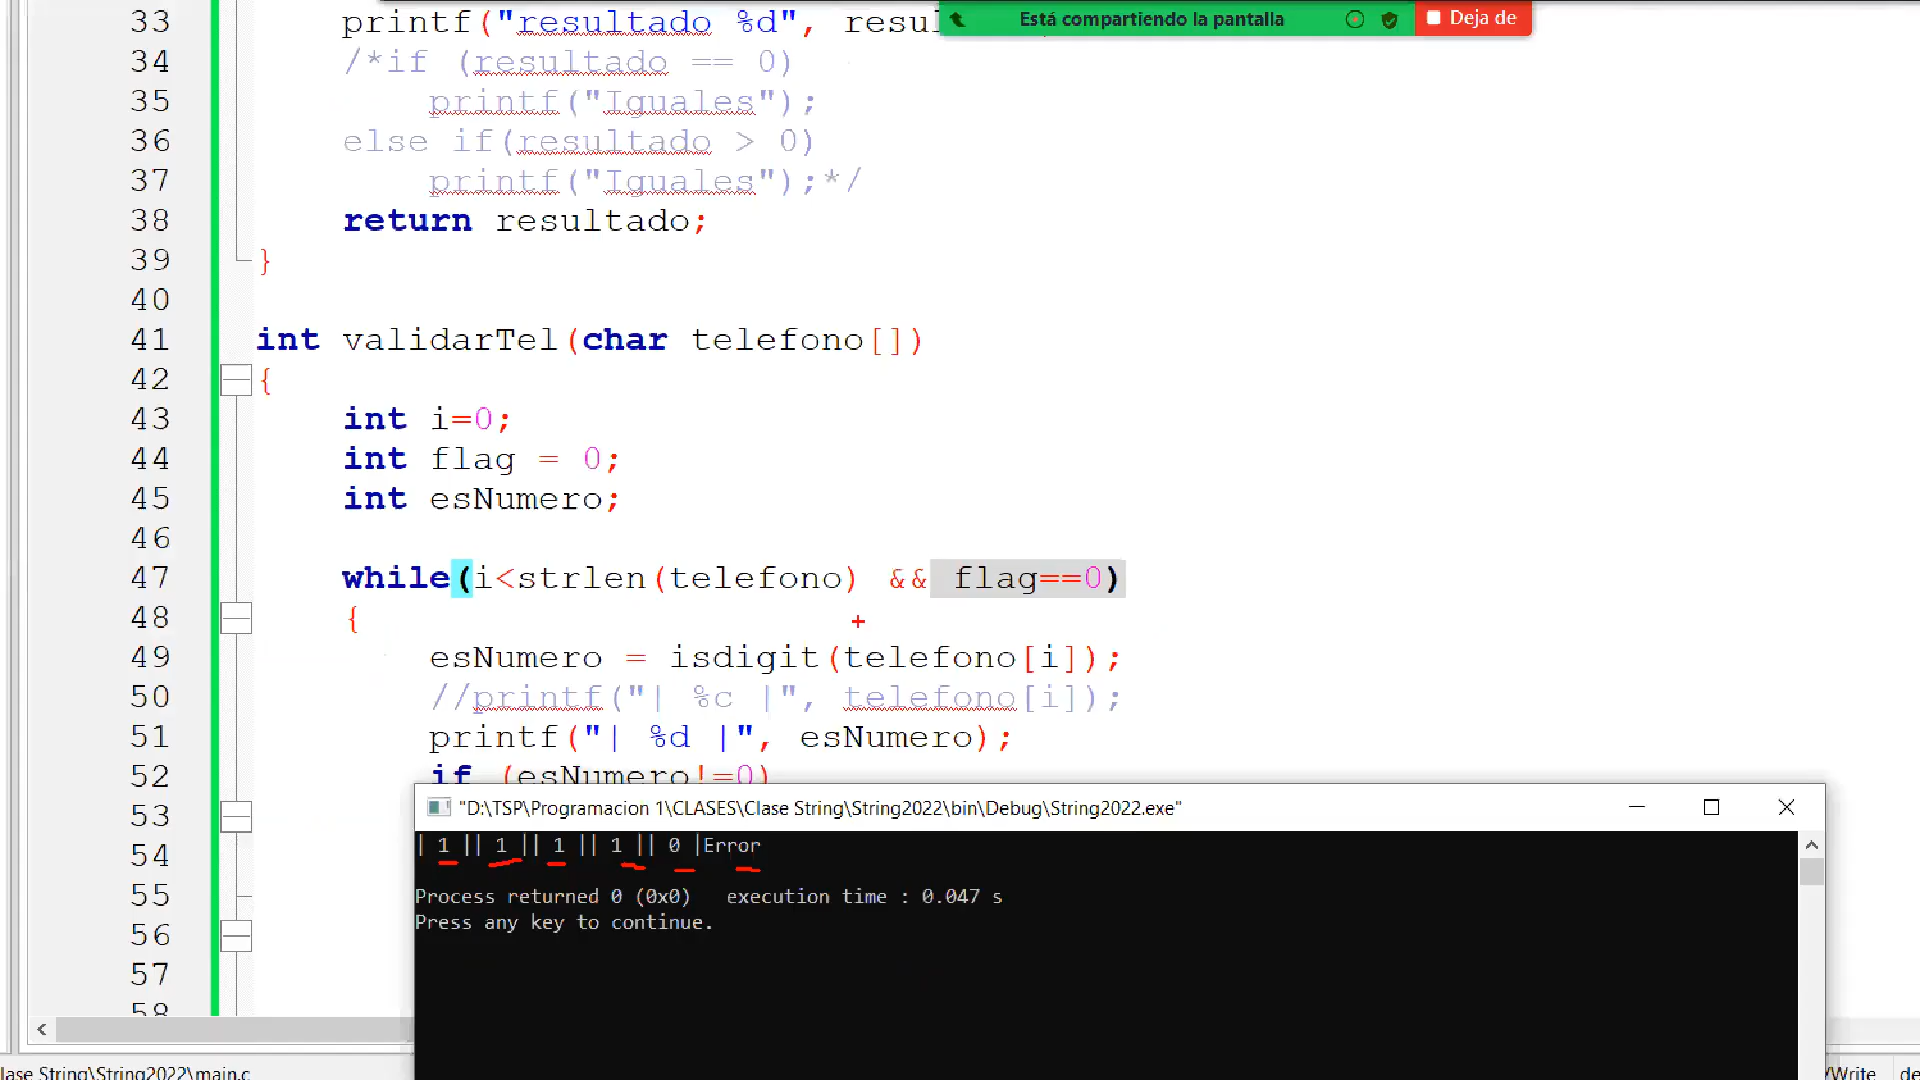 33 printf("resultado %d", resul
Está compartiendo la pantalla
Deja de
34 /*if (resultado == 0)
35 printf("Iguales");
36 else if(resultado > 0)
37 printf("Iguales");*/
38 return resultado;
39 }
40
41 int validarTel(char telefono[])
42 {
43 int i=0;
44 int flag = 0;
45 int esNumero;
46
47 while(i<strlen(telefono) && flag==0)
48 {
49 esNumero = isdigit(telefono[i]);
50 //printf("| %c |", telefono[i]);
51 printf("| %d |", esNumero);
52 if (esNumero!=0)
53
54
55
56
57
58
"D:\TSP\Programacion 1\CLASES\Clase String\String2022\bin\Debug\String2022.exe"
| 1 || 1 || 1 || 1 || 0 |Error
Process returned 0 (0x0) execution time : 0.047 s
Press any key to continue.
lase String\String2022\main.c
/Write de